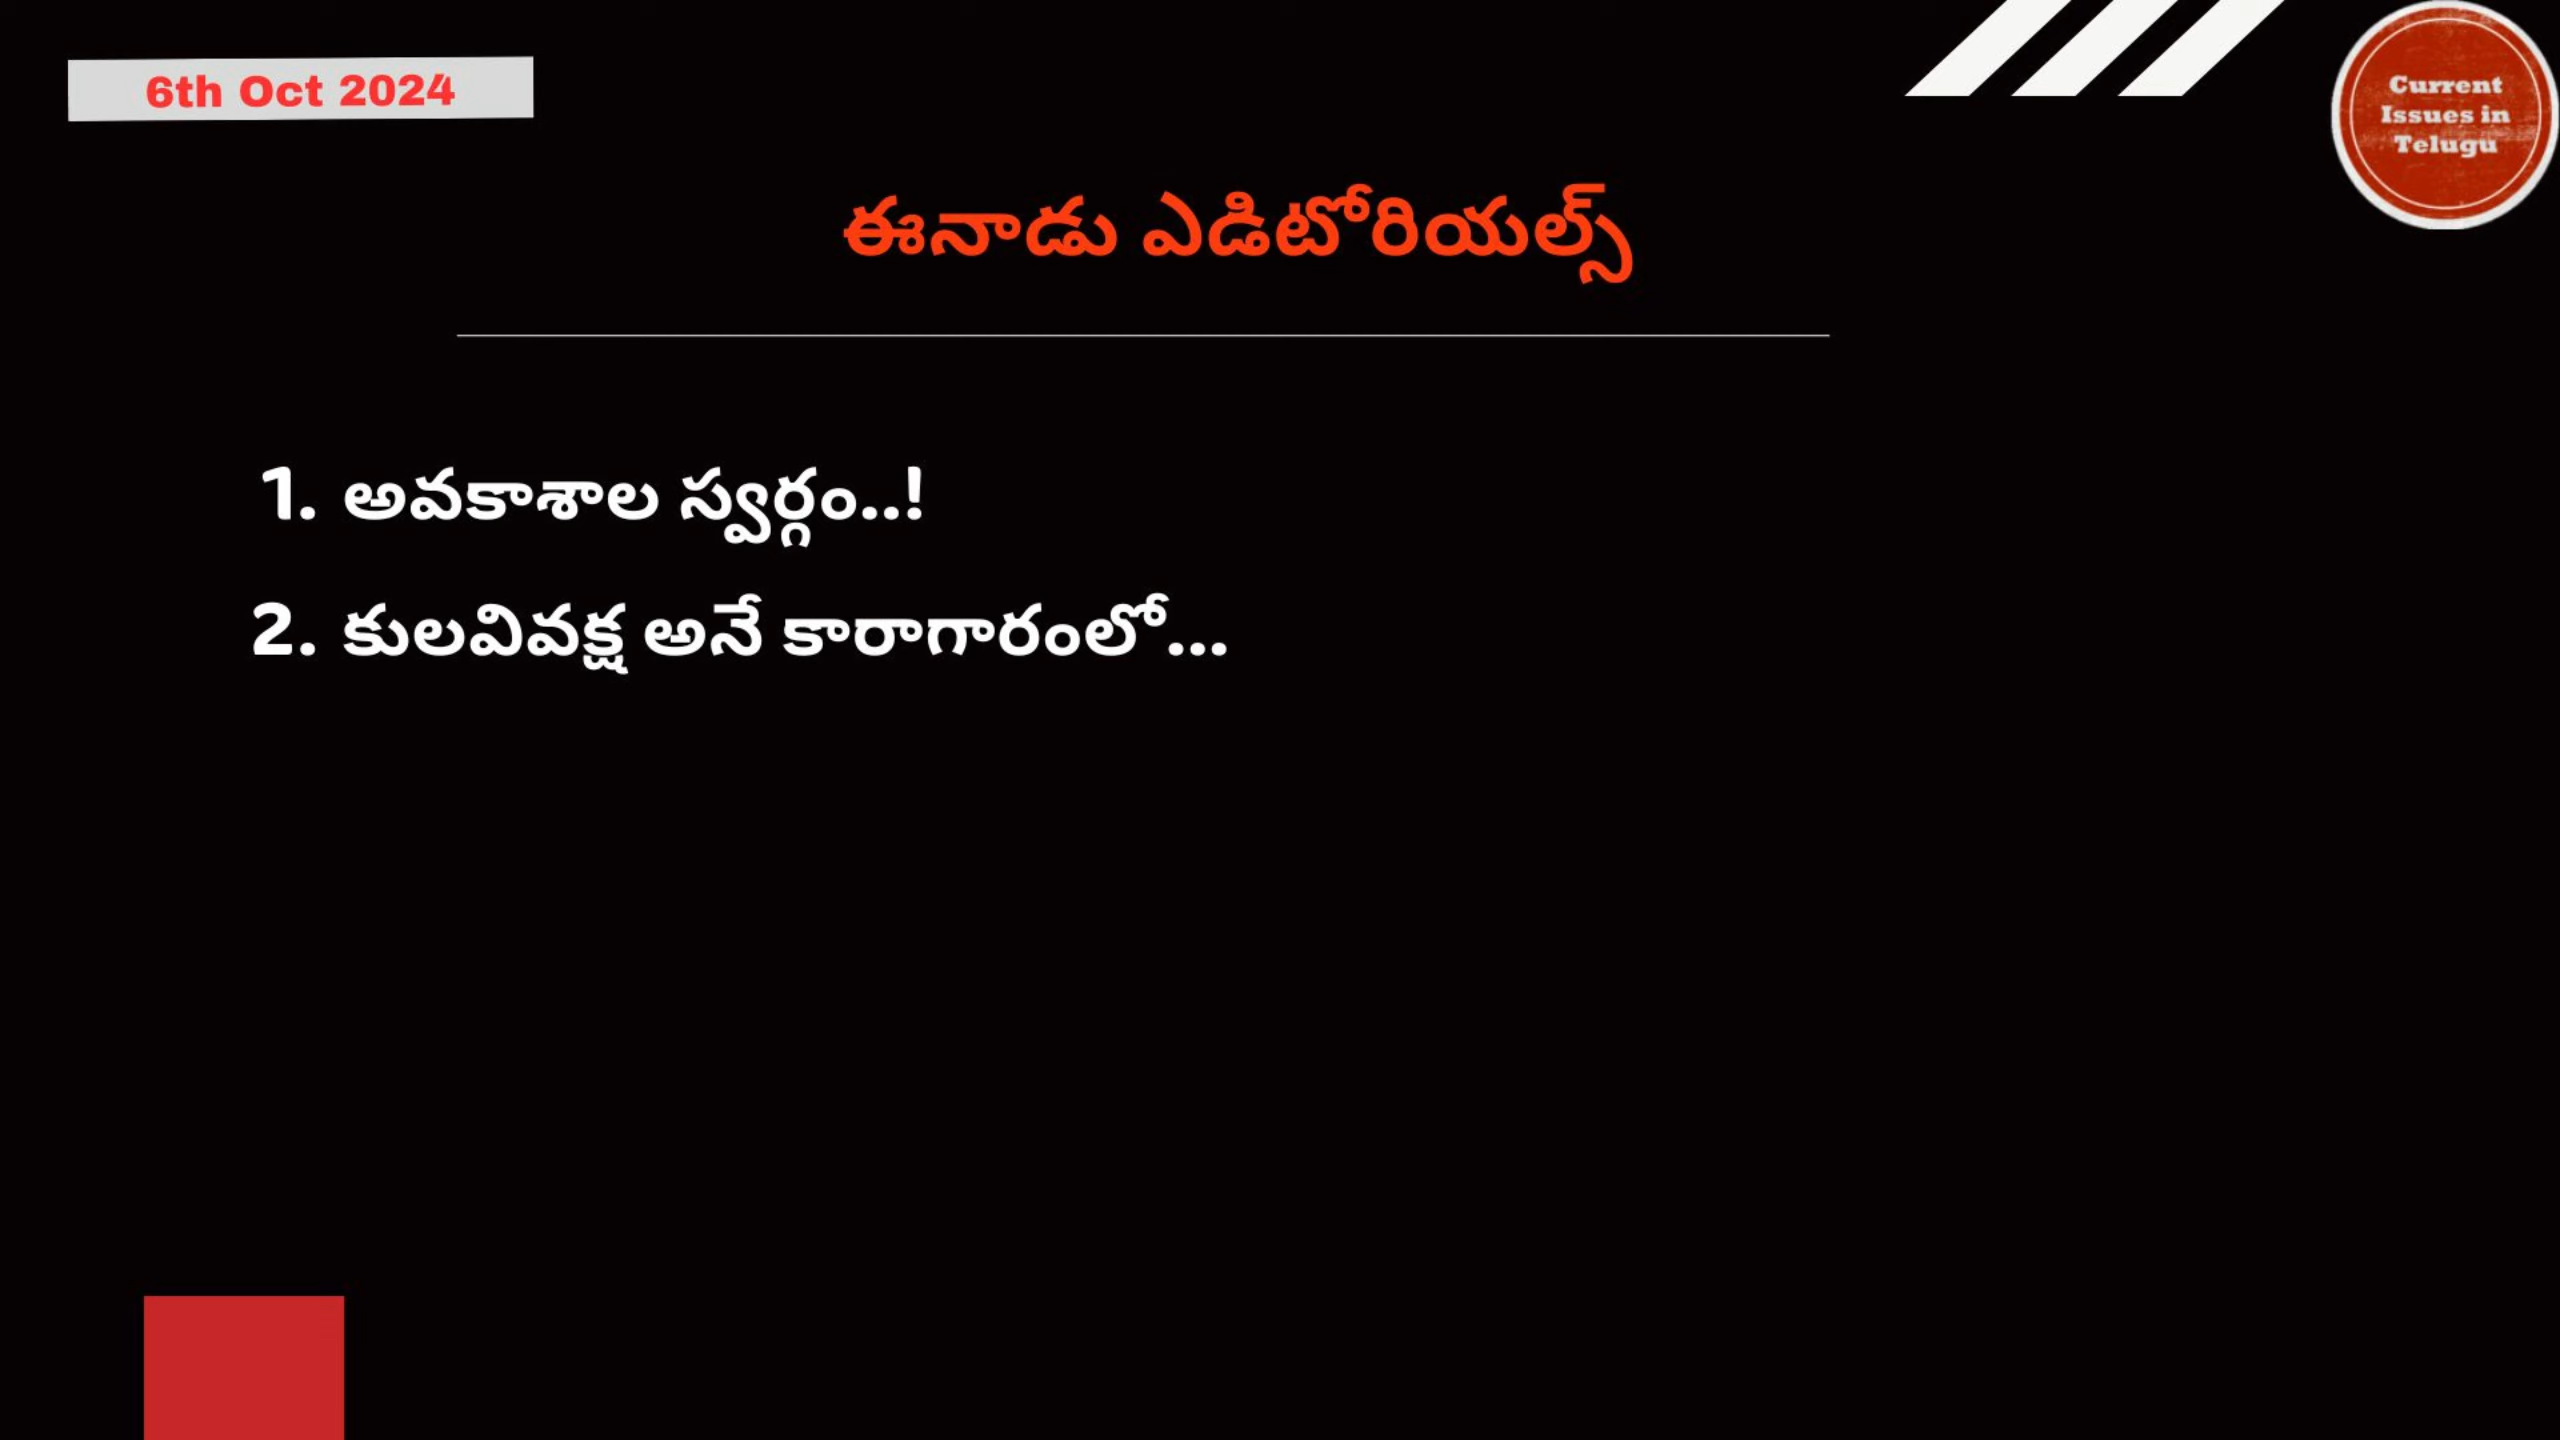 6th Oct 2024
Current
Issues in
Telugu
ఈనాడు ఎడిటోరియల్స్
1. అవకాశాల స్వర్గం..!
2. కులవివక్ష అనే కారాగారంలో...